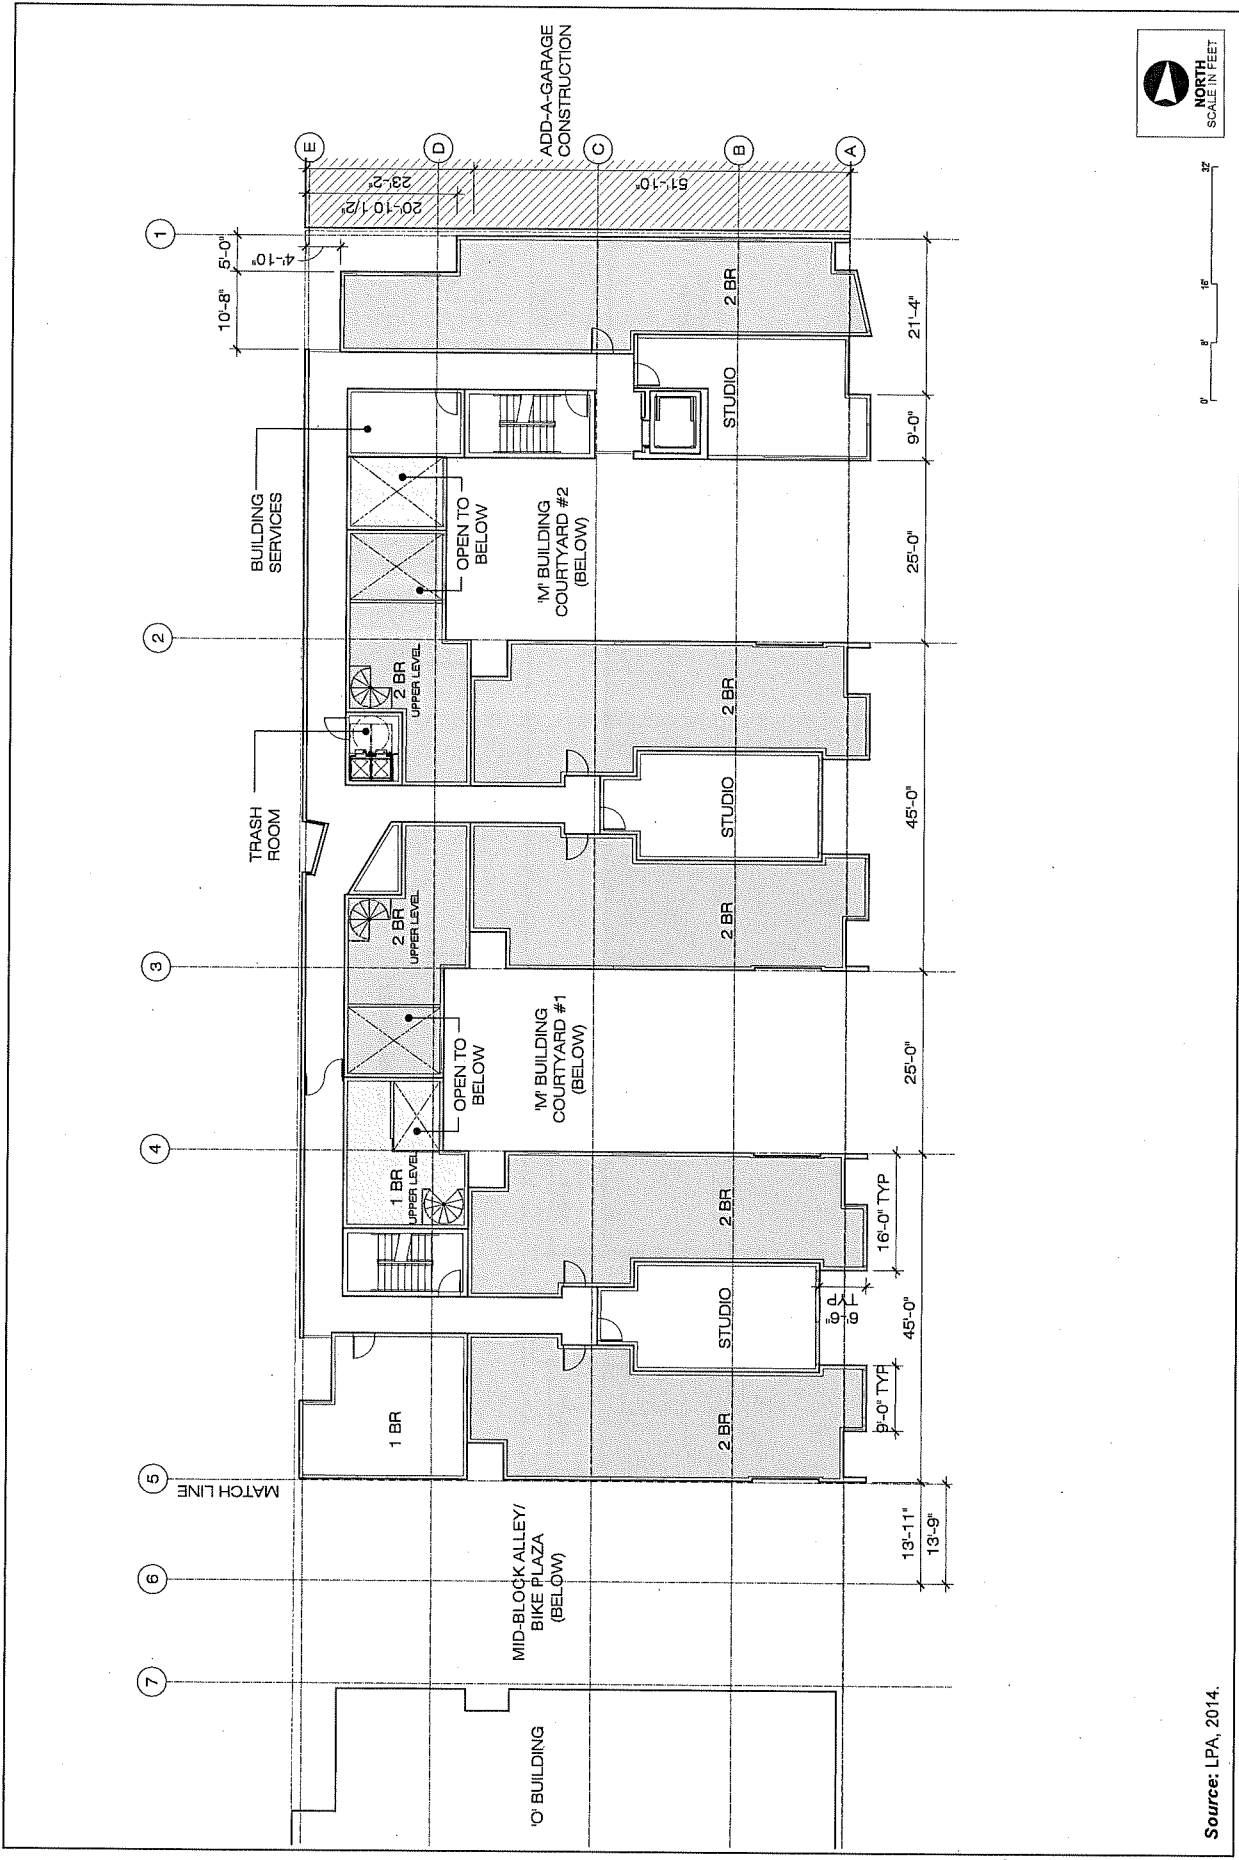 MATCH LINE
5
6
7
4
3
2
1
TRASH
ROOM
BUILDING
SERVICES
10'-8"
5'-0"
4'-10"
20'-10 1/2"
23'-2"
51'-10"
E
D
C
B
A
ADD-A-GARAGE
CONSTRUCTION
'O' BUILDING
MID-BLOCK ALLEY/
BIKE PLAZA
(BELOW)
1 BR
2 BR
STUDIO
2 BR
1 BR
UPPER LEVEL
OPEN TO
BELOW
'M' BUILDING
COURTYARD #1
(BELOW)
2 BR
UPPER LEVEL
2 BR
STUDIO
2 BR
2 BR
UPPER LEVEL
OPEN TO
BELOW
'M' BUILDING
COURTYARD #2
(BELOW)
STUDIO
2 BR
13'-11"
13'-9"
9'-0" TYP
45'-0"
6'-6"
TYP
16'-0" TYP
25'-0"
45'-0"
25'-0"
9'-0"
21'-4"
0'
8'
16'
32'
NORTH
SCALE IN FEET
Source: LPA, 2014.